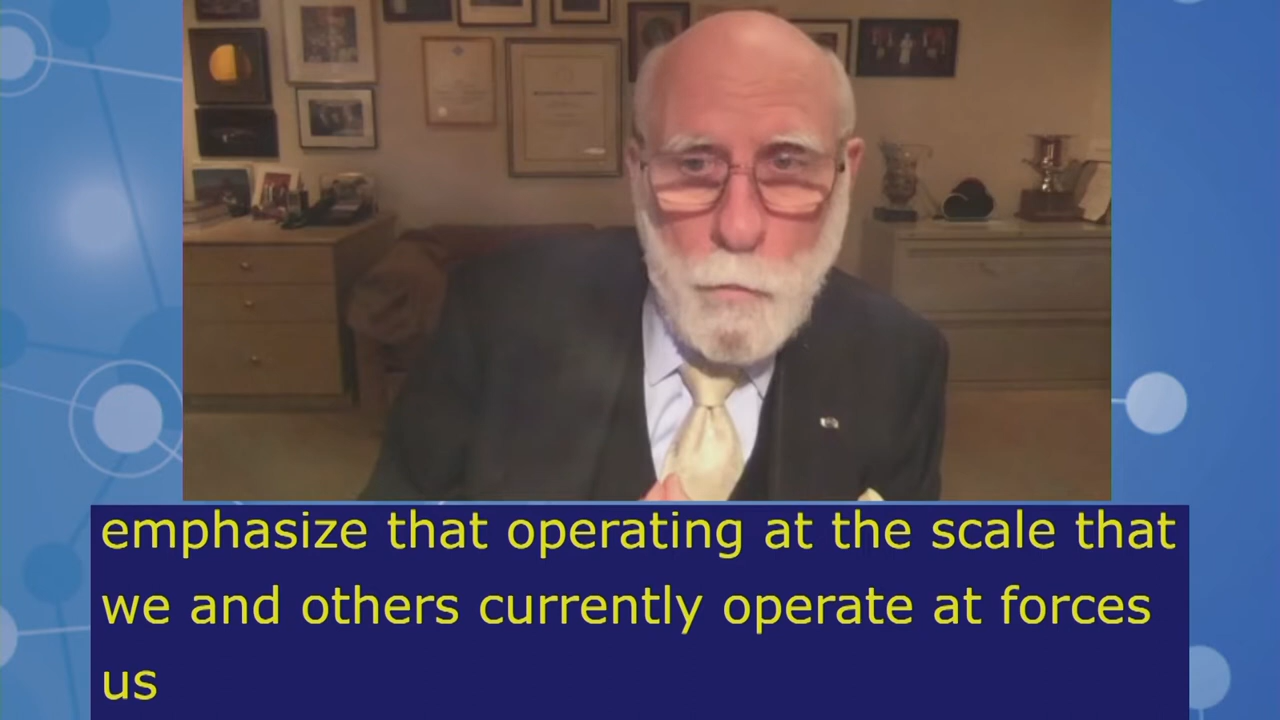 emphasize that operating at the scale that
we and others currently operate at forces
us